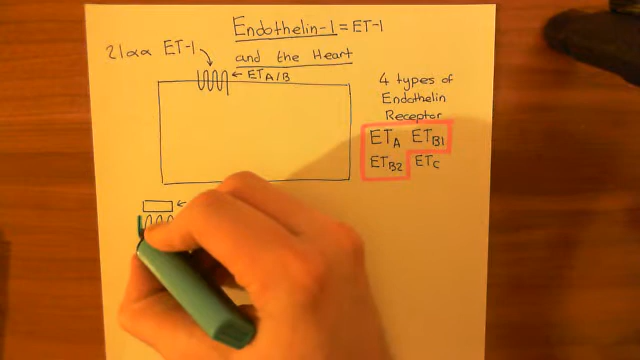 Endothelin-1 = ET-1
and the Heart
21αα ET-1
← ETA/B
4 types of
Endothelin
Receptor
ETA ETB1
ETB2 ETC